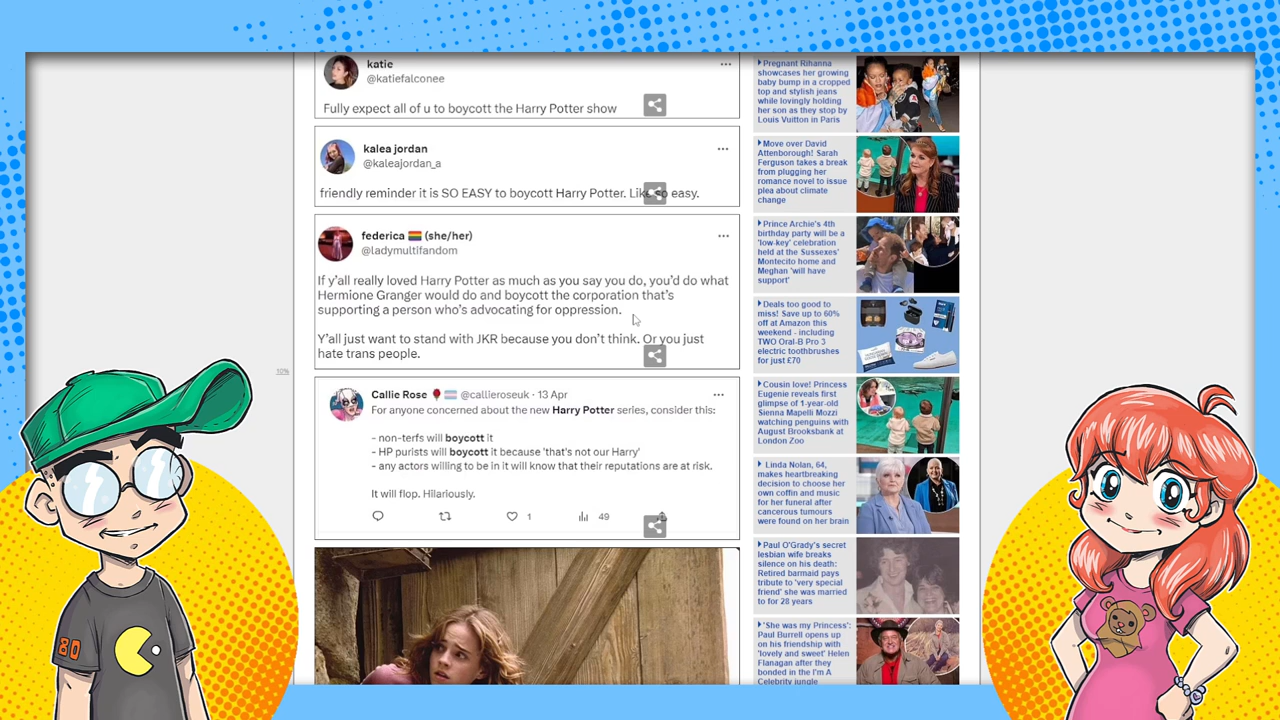 katie
@katiefalconee
Fully expect all of u to boycott the Harry Potter show
kalea jordan
@kaleajordan_a
friendly reminder it is SO EASY to boycott Harry Potter. Like so easy.
federica 🏳️‍🌈 (she/her)
@ladymultifandom
If y'all really loved Harry Potter as much as you say you do, you'd do what
Hermione Granger would do and boycott the corporation that's
supporting a person who's advocating for oppression.
Y'all just want to stand with JKR because you don't think. Or you just
hate trans people.
10%
Callie Rose 🌹 🏳️‍⚧️ @callieroseuk · 13 Apr
For anyone concerned about the new Harry Potter series, consider this:
- non-terfs will boycott it
- HP purists will boycott it because 'that's not our Harry'
- any actors willing to be in it will know that their reputations are at risk.
It will flop. Hilariously.
1
49
Pregnant Rihanna
showcases her growing
baby bump in a cropped
top and stylish jeans
while lovingly holding
her son as they stop by
Louis Vuitton in Paris
Move over David
Attenborough! Sarah
Ferguson takes a break
from plugging her
romance novel to issue
plea about climate
change
Prince Archie's 4th
birthday party will be a
'low-key' celebration
held at the Sussexes'
Montecito home and
Meghan 'will have
support'
Deals too good to
miss! Save up to 60%
off at Amazon this
weekend - including
TWO Oral-B Pro 3
electric toothbrushes
for just £70
Cousin love! Princess
Eugenie reveals first
glimpse of 1-year-old
Sienna Mapelli Mozzi
watching penguins with
August Brooksbank at
London Zoo
Linda Nolan, 64,
makes heartbreaking
decision to choose her
own coffin and music
for her funeral after
cancerous tumours
were found on her brain
Paul O'Grady's secret
lesbian wife breaks
silence on his death:
Retired barmaid pays
tribute to 'very special
friend' she was married
to for 28 years
'She was my Princess':
Paul Burrell opens up
on his friendship with
'lovely and sweet' Helen
Flanagan after they
bonded in the I'm A
Celebrity jungle
80